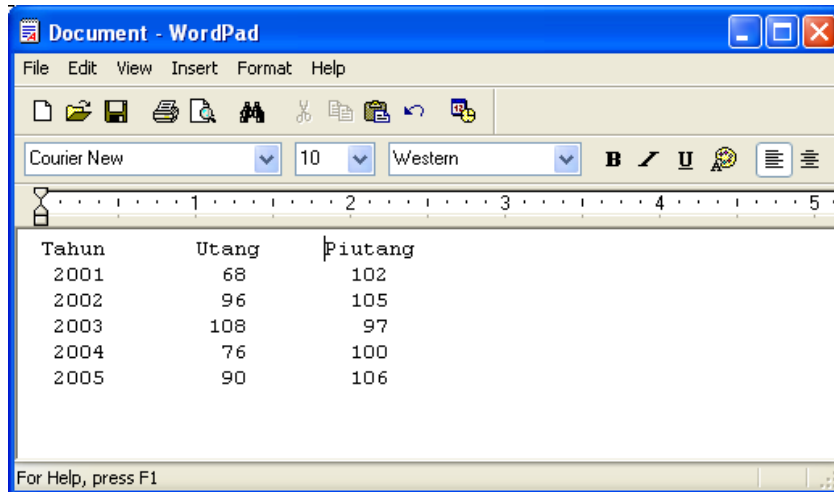 Document - WordPad
File Edit View Insert Format Help
Courier New 10 Western B I U
1 2 3 4 5
Tahun Utang Piutang
2001 68 102
2002 96 105
2003 108 97
2004 76 100
2005 90 106
For Help, press F1